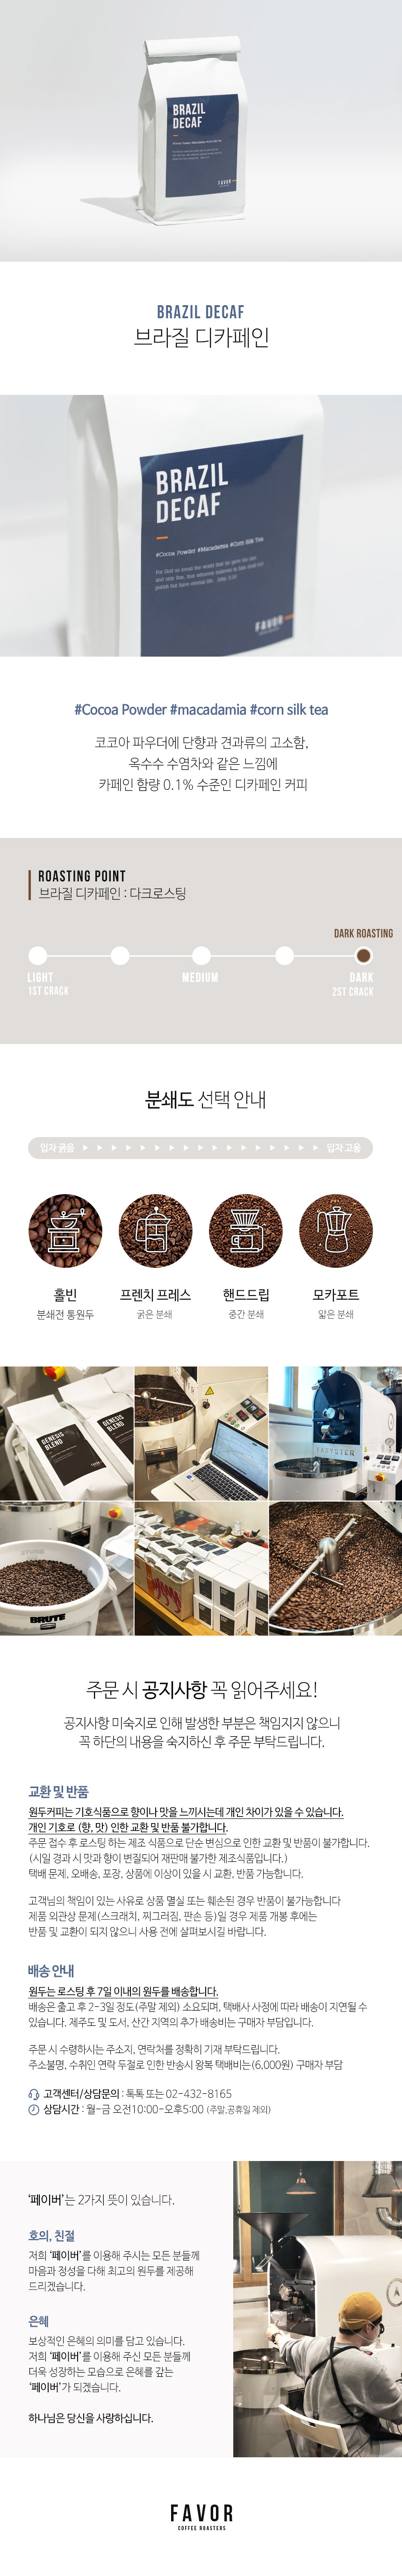 BRAZIL
DECAF
FAVOR
BRAZIL DECAF
브라질 디카페인
BRAZIL
DECAF
#Cocoa Powder #Macadamia #Corn Silk Tea
For God so loved the world that he gave his one
and only Son, that whoever believes in him shall not
perish but have eternal life. John 3:16
FAVOR
#Cocoa Powder #macadamia #corn silk tea
코코아 파우더에 단향과 견과류의 고소함,
옥수수 수염차와 같은 느낌에
카페인 함량 0.1% 수준인 디카페인 커피
ROASTING POINT
브라질 디카페인 : 다크로스팅
DARK ROASTING
LIGHT MEDIUM DARK
1ST CRACK 2ST CRACK
분쇄도 선택 안내
입자 굵음 입자 고움
홀빈 프렌치 프레스 핸드드립 모카포트
분쇄전 통원두 굵은 분쇄 중간 분쇄 얇은 분쇄
GENESIS
BLEND
GENESIS
BLEND
EASYSTER
BRUTE
주문 시 공지사항 꼭 읽어주세요!
공지사항 미숙지로 인해 발생한 부분은 책임지지 않으니
꼭 하단의 내용을 숙지하신 후 주문 부탁드립니다.
교환 및 반품
원두커피는 기호식품으로 향이나 맛을 느끼시는데 개인 차이가 있을 수 있습니다.
개인 기호로 (향, 맛) 인한 교환 및 반품 불가합니다.
주문 접수 후 로스팅 하는 제조 식품으로 단순 변심으로 인한 교환 및 반품이 불가합니다.
(시일 경과 시 맛과 향이 변질되어 재판매 불가한 제조식품입니다.)
택배 문제, 오배송, 포장, 상품에 이상이 있을 시 교환, 반품 가능합니다.
고객님의 책임이 있는 사유로 상품 멸실 또는 훼손된 경우 반품이 불가능합니다
제품 외관상 문제(스크래치, 찌그러짐, 판손 등)일 경우 제품 개봉 후에는
반품 및 교환이 되지 않으니 사용 전에 살펴보시길 바랍니다.
배송 안내
원두는 로스팅 후 7일 이내의 원두를 배송합니다.
배송은 출고 후 2-3일 정도(주말 제외) 소요되며, 택배사 사정에 따라 배송이 지연될 수
있습니다. 제주도 및 도서, 산간 지역의 추가 배송비는 구매자 부담입니다.
주문 시 수령하시는 주소지, 연락처를 정확히 기재 부탁드립니다.
주소불명, 수취인 연락 두절로 인한 반송시 왕복 택배비는(6,000원) 구매자 부담
고객센터/상담문의 : 톡톡 또는 02-432-8165
상담시간 : 월-금 오전10:00-오후5:00 (주말,공휴일 제외)
'페이버'는 2가지 뜻이 있습니다.
호의, 친절
저희 '페이버'를 이용해 주시는 모든 분들께
마음과 정성을 다해 최고의 원두를 제공해
드리겠습니다.
은혜
보상적인 은혜의 의미를 담고 있습니다.
저희 '페이버'를 이용해 주신 모든 분들께
더욱 성장하는 모습으로 은혜를 갚는
'페이버'가 되겠습니다.
하나님은 당신을 사랑하십니다.
FAVOR
COFFEE ROASTERS